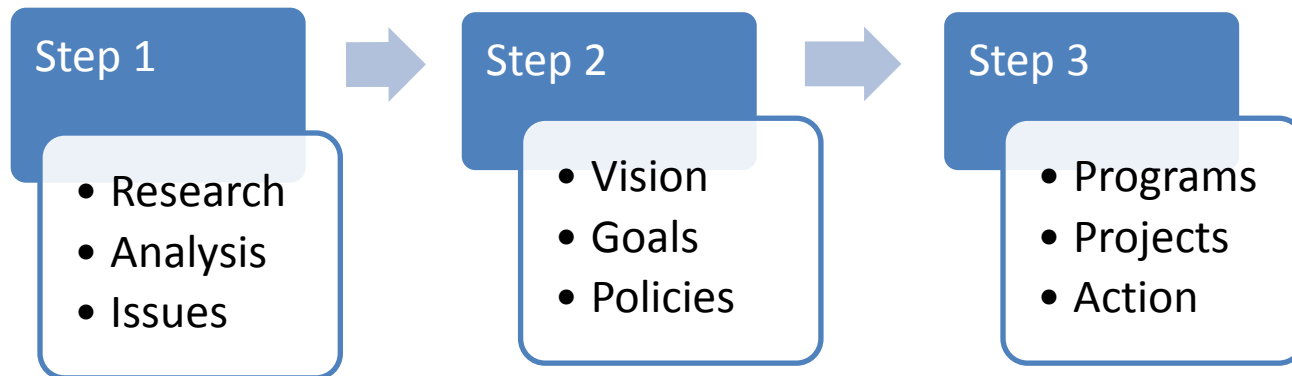 Step 1
• Research
• Analysis
• Issues
Step 2
• Vision
• Goals
• Policies
Step 3
• Programs
• Projects
• Action